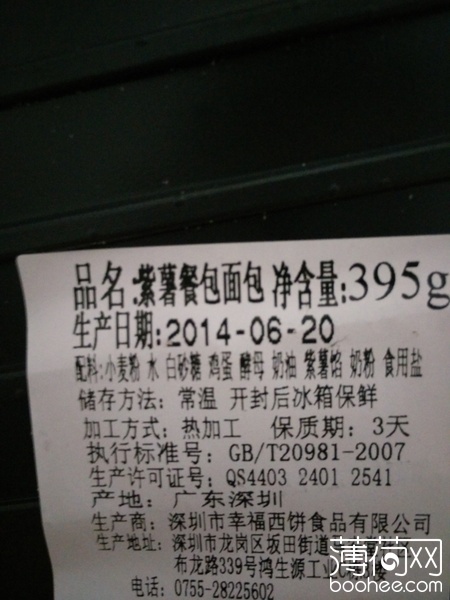 品名:紫薯餐包面包 净含量:395g
生产日期:2014-06-20
配料:小麦粉 水 白砂糖 鸡蛋 酵母 奶油 紫薯馅 奶粉 食用盐
储存方法: 常温 开封后冰箱保鲜
加工方式: 热加工 保质期: 3天
执行标准号: GB/T20981-2007
生产许可证号: QS4403 2401 2541
产地: 广东深圳
生产商: 深圳市幸福西饼食品有限公司
生产地址: 深圳市龙岗区坂田街道
布龙路339号鸿生源工业
电话: 0755-28225602
薄荷网
boohee.com